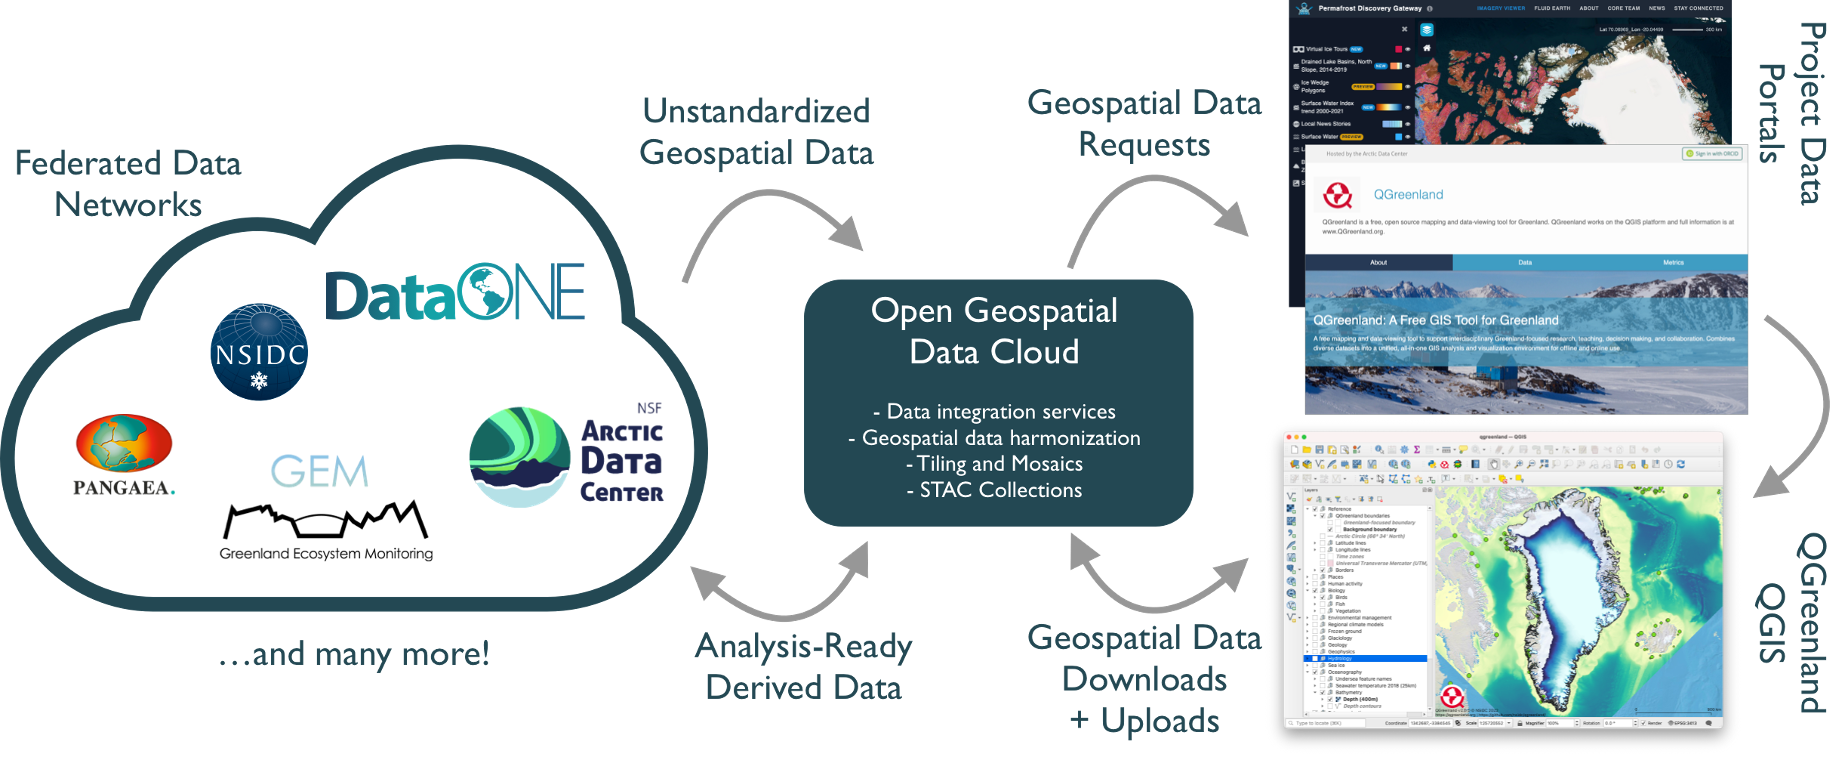 Federated Data
Networks
DataONE
NSIDC
PANGAEA.
GEM
Greenland Ecosystem Monitoring
NSF
ARCTIC
DATA
CENTER
...and many more!
Unstandardized
Geospatial Data
Open Geospatial
Data Cloud
- Data integration services
- Geospatial data harmonization
- Tiling and Mosaics
- STAC Collections
Analysis-Ready
Derived Data
Geospatial Data
Requests
Geospatial Data
Downloads
+ Uploads
Project Data
Portals
Permafrost Discovery Gateway
IMAGERY VIEWER FLUID EARTH ABOUT CORE TEAM NEWS STAY CONNECTED
200 km
Virtual Ice Tours NEW
Drained Lake Basins, North
Slope, 2014-2019 NEW
Ice Wedge
Polygons PREVIEW
Surface Water Index
trend 2000-2021 NEW
Local News Stories
Surface Water PREVIEW
Hosted by the Arctic Data Center
Sign in with ORCID
QGreenland
QGreenland is a free, open source mapping and data-viewing tool for Greenland. QGreenland works on the QGIS platform and full information is at
www.QGreenland.org.
About Data Metrics
QGreenland: A Free GIS Tool for Greenland
A free mapping and data-viewing tool to support interdisciplinary Greenland-focused research, teaching, decision making, and collaboration. Combines
diverse datasets into a unified, all-in-one GIS analysis and visualization environment for offline and online use.
QGreenland
QGIS
qgreenland — QGIS
Layers
Reference
QGreenland boundaries
Greenland-focused boundary
Background boundary
Arctic Circle (66° 34' North)
Latitude lines
Longitude lines
Time zones
Universal Transverse Mercator (UTM,
Borders
Places
Human activity
Biology
Birds
Fish
Vegetation
Environmental management
Regional climate models
Frozen ground
Glaciology
Geology
Geophysics
Hydrology
Sea ice
Oceanography
Undersea feature names
Seawater temperature 2018 (25km)
Bathymetry
Depth (400m)
Depth contours
Type to locate (⌘K)
Coordinate
Scale
Magnifier 100%
Rotation 0.0°
Render
EPSG:3413